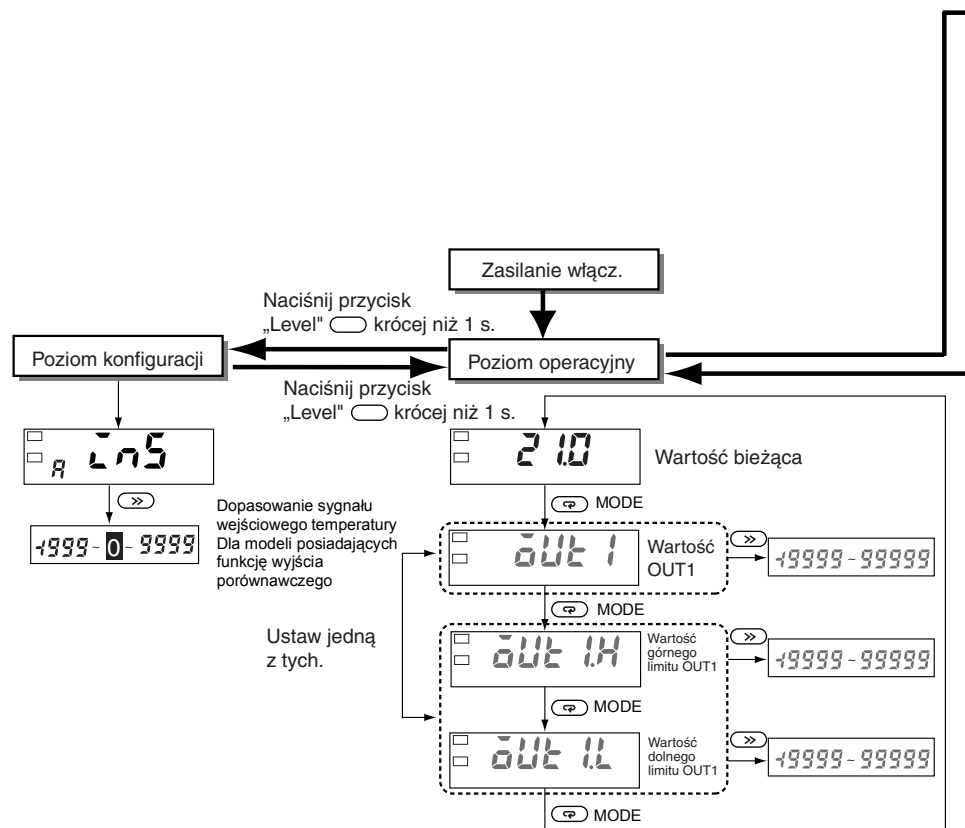 Zasilanie włącz.
Naciśnij przycisk
„Level" krócej niż 1 s.
Poziom konfiguracji
Poziom operacyjny
Naciśnij przycisk
„Level" krócej niż 1 s.
A inS
21.0
Wartość bieżąca
MODE
-1999 ~ 0 ~ 9999
Dopasowanie sygnału
wejściowego temperatury
Dla modeli posiadających
funkcję wyjścia
porównawczego
oUt 1
Wartość
OUT1
-19999 ~ 99999
MODE
Ustaw jedną
z tych.
oUt 1.H
Wartość
górnego
limitu OUT1
-19999 ~ 99999
MODE
oUt 1.L
Wartość
dolnego
limitu OUT1
-19999 ~ 99999
MODE